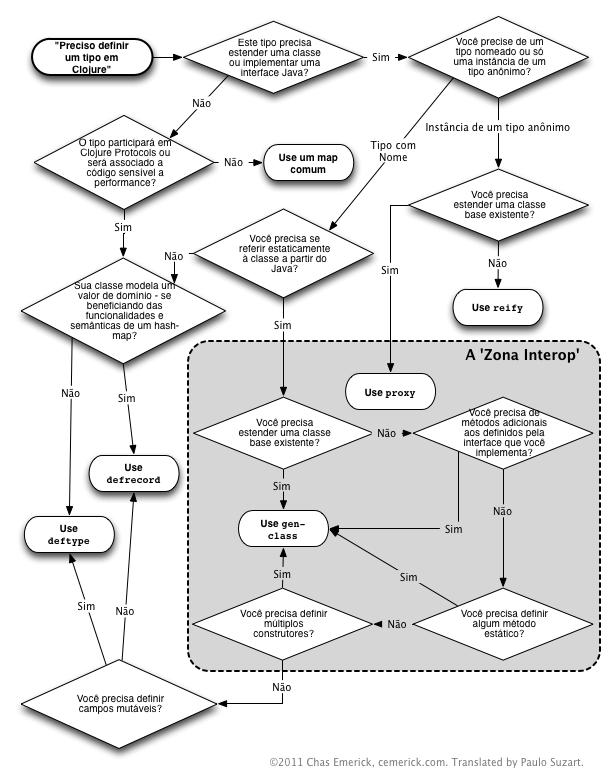 "Preciso definir
um tipo em
Clojure"
Este tipo precisa
estender uma classe
ou implementar uma
interface Java?
Sim
Você precise de um
tipo nomeado ou só
uma instância de um
tipo anônimo?
Não
Instância de um tipo anônimo
Tipo com
Nome
O tipo participará em
Clojure Protocols ou
será associado a
código sensível a
performance?
Não
Use um map
comum
Você precisa
estender uma classe
base existente?
Sim
Não
Você precisa se
referir estaticamente
à classe a partir do
Java?
Sim
Não
Use reify
Sua classe modela um
valor de domínio - se
beneficiando das
funcionalidades e
semânticas de um hash-
map?
Sim
A 'Zona Interop'
Use proxy
Não
Sim
Você precisa
estender uma classe
base existente?
Não
Você precisa de
métodos adicionais
aos definidos pela
interface que você
implementa?
Use
defrecord
Sim
Não
Use gen-
class
Sim
Use
deftype
Sim
Sim
Você precisa definir
múltiplos
construtores?
Não
Você precisa definir
algum método
estático?
Sim
Não
Não
Você precisa definir
campos mutáveis?
©2011 Chas Emerick, cemerick.com. Translated by Paulo Suzart.